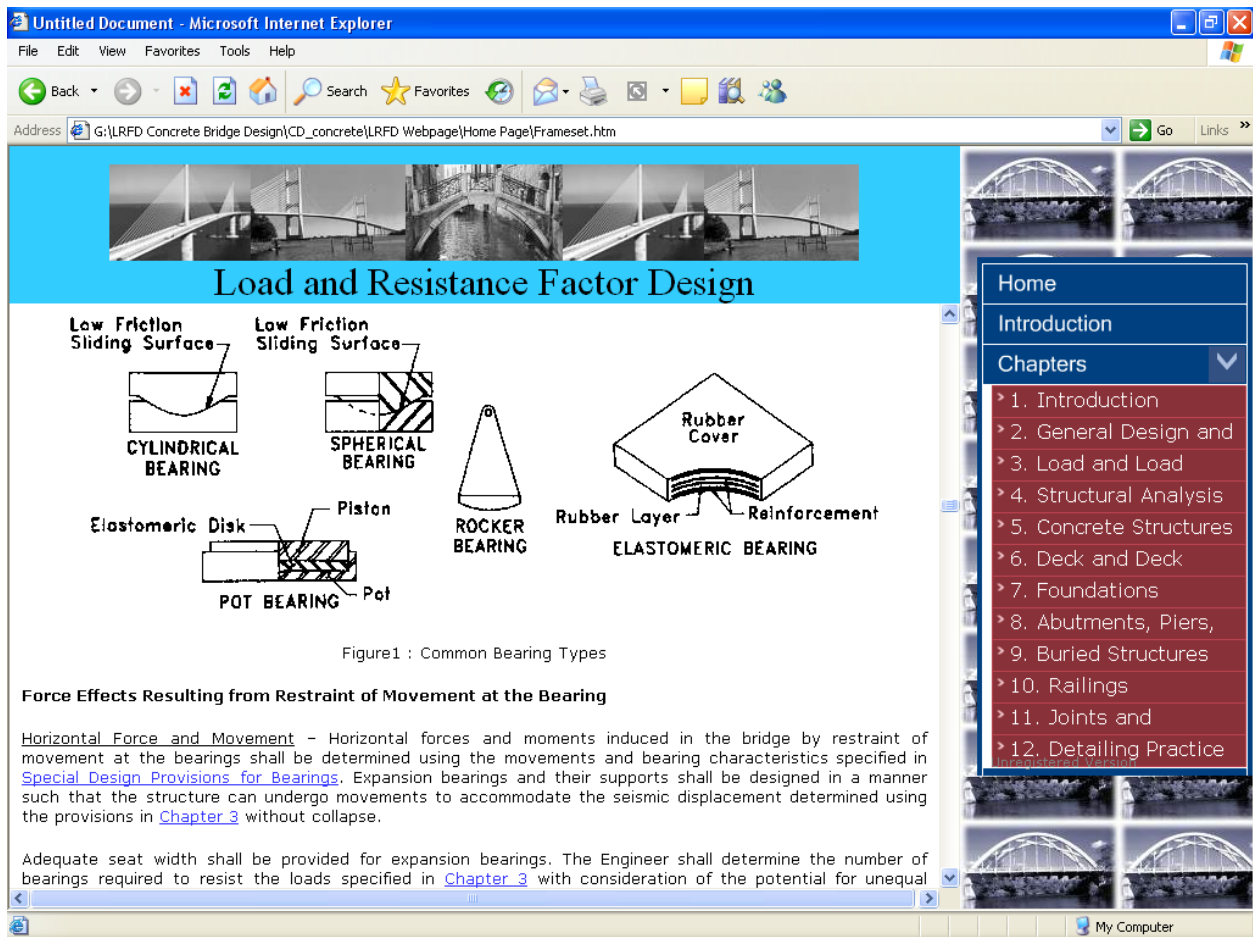 Untitled Document - Microsoft Internet Explorer
File Edit View Favorites Tools Help
Back Search Favorites
Address G:\LRFD Concrete Bridge Design\CD_concrete\LRFD Webpage\Home Page\Frameset.htm Go Links »
Load and Resistance Factor Design
Low Friction
Sliding Surface
Low Friction
Sliding Surface
CYLINDRICAL
BEARING
SPHERICAL
BEARING
Rubber
Cover
Elastomeric Disk
Piston
ROCKER
BEARING
Rubber Layer
Reinforcement
ELASTOMERIC BEARING
POT BEARING
Pot
Figure1 : Common Bearing Types
Force Effects Resulting from Restraint of Movement at the Bearing
Horizontal Force and Movement – Horizontal forces and moments induced in the bridge by restraint of
movement at the bearings shall be determined using the movements and bearing characteristics specified in
Special Design Provisions for Bearings. Expansion bearings and their supports shall be designed in a manner
such that the structure can undergo movements to accommodate the seismic displacement determined using
the provisions in Chapter 3 without collapse.
Adequate seat width shall be provided for expansion bearings. The Engineer shall determine the number of
bearings required to resist the loads specified in Chapter 3 with consideration of the potential for unequal
Home
Introduction
Chapters
1. Introduction
2. General Design and
3. Load and Load
4. Structural Analysis
5. Concrete Structures
6. Deck and Deck
7. Foundations
8. Abutments, Piers,
9. Buried Structures
10. Railings
11. Joints and
12. Detailing Practice
Unregistered Version
My Computer